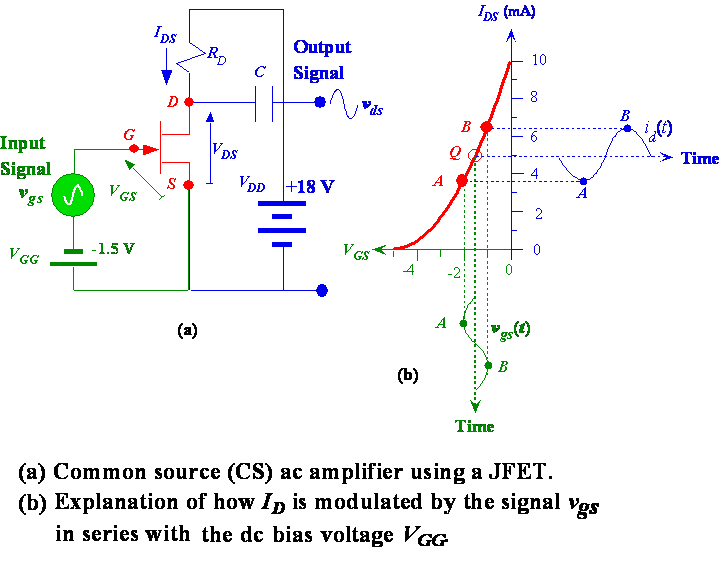 I_DS
R_D
Output
Signal
C
D
v_ds
Input
Signal
v_gs
G
V_DS
V_GS
S
V_DD
+18 V
V_GG
-1.5 V
(a)
I_DS (mA)
10
8
B
6
B
i_d(t)
Q
Time
A
4
A
2
V_GS
0
-4
-2
0
A
v_gs(t)
B
(b)
Time
(a) Common source (CS) ac amplifier using a JFET.
(b) Explanation of how I_D is modulated by the signal v_gs
in series with the dc bias voltage V_GG.